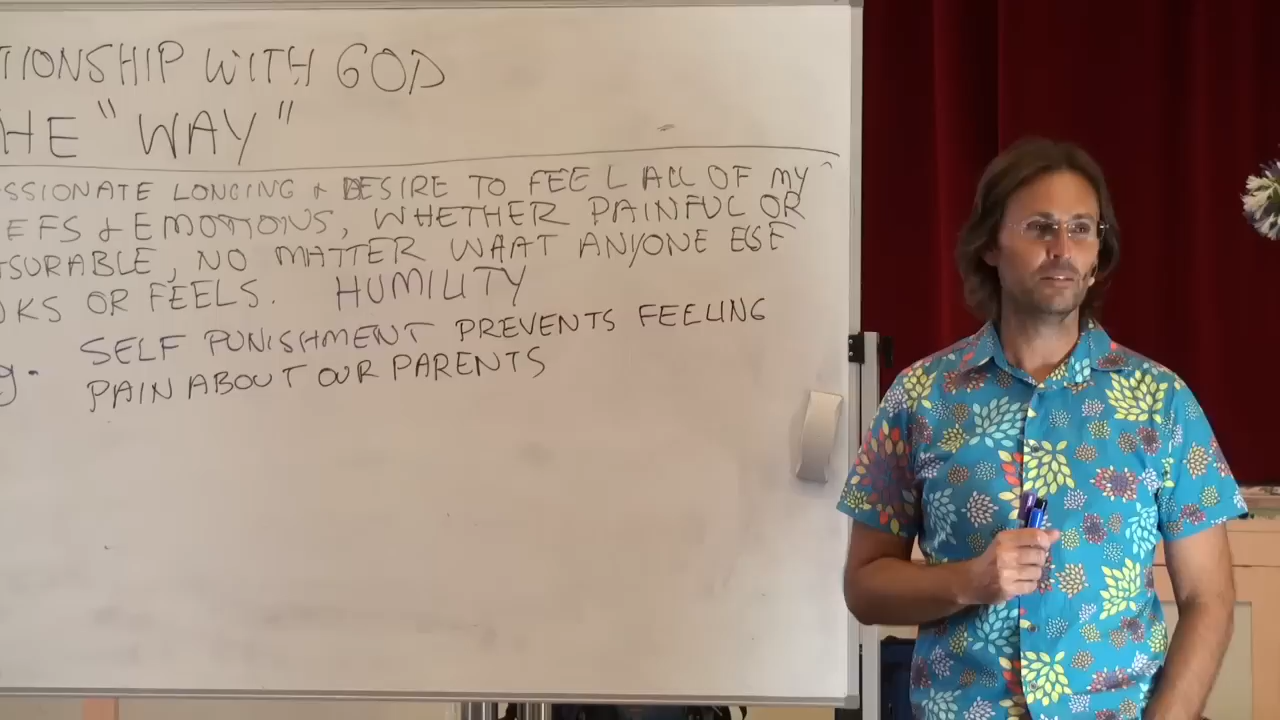 TIONSHIP WITH GOD
HE "WAY"
SSIONATE LONGING & DESIRE TO FEEL ALL OF MY
EFS & EMOTIONS, WHETHER PAINFUL OR
SURABLE, NO MATTER WHAT ANYONE ELSE
KS OR FEELS. HUMILITY
g. SELF PUNISHMENT PREVENTS FEELING
PAIN ABOUT OUR PARENTS